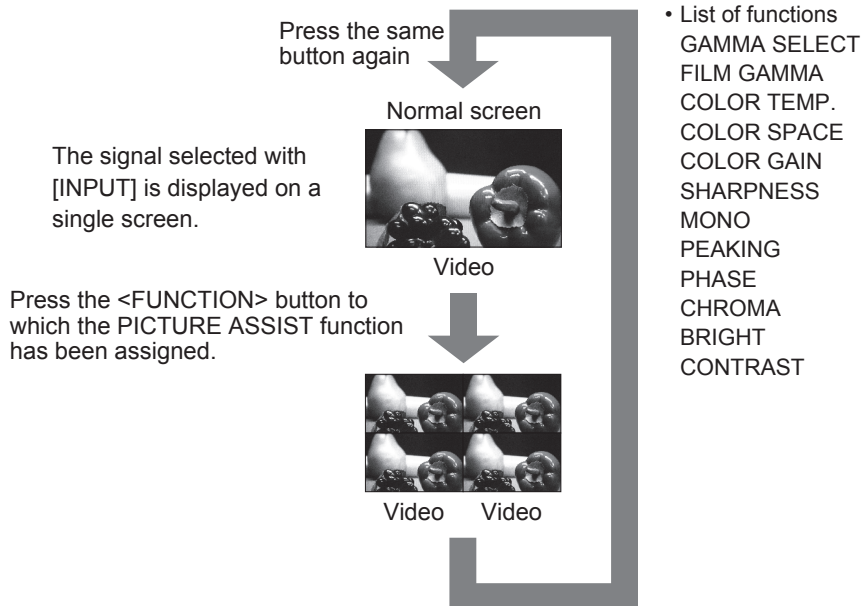 Press the same
button again
Normal screen
The signal selected with
[INPUT] is displayed on a
single screen.
Video
Press the <FUNCTION> button to
which the PICTURE ASSIST function
has been assigned.
Video Video
• List of functions
GAMMA SELECT
FILM GAMMA
COLOR TEMP.
COLOR SPACE
COLOR GAIN
SHARPNESS
MONO
PEAKING
PHASE
CHROMA
BRIGHT
CONTRAST